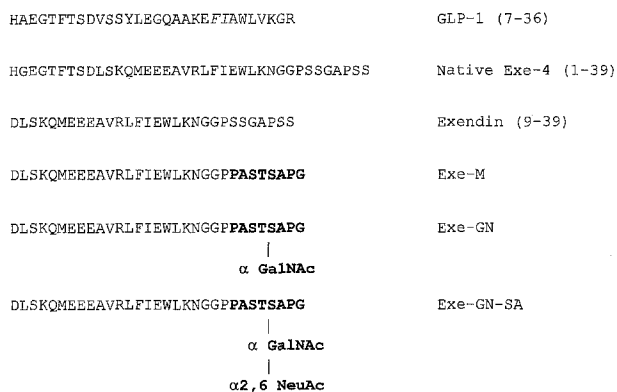 HAEGTFTSDVSSYLEGQAAKEFIAWLVKGR GLP-1 (7-36)
HGEGTFTSDLSKQMEEEAVRLFIEWLKNGGPSSGAPSS Native Exe-4 (1-39)
DLSKQMEEEAVRLFIEWLKNGGPSSGAPSS Exendin (9-39)
DLSKQMEEEAVRLFIEWLKNGGPPASTSAPG Exe-M
DLSKQMEEEAVRLFIEWLKNGGPPASTSAPG Exe-GN
|
α GalNAc
DLSKQMEEEAVRLFIEWLKNGGPPASTSAPG Exe-GN-SA
|
α GalNAc
|
α2,6 NeuAc